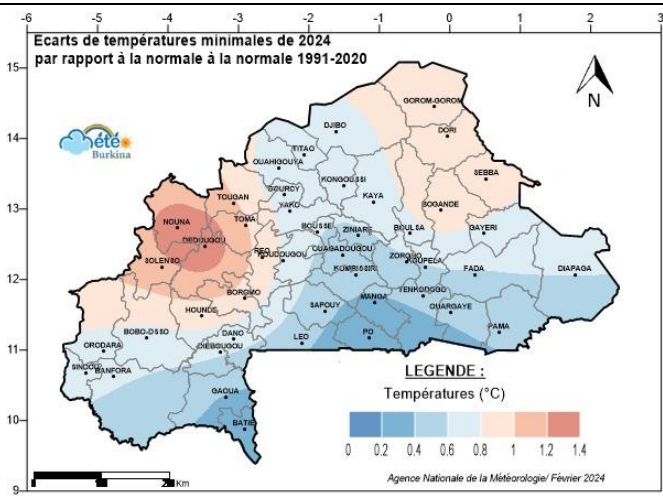 -6 -5 -4 -3 -2 -1 0 1 2 3
Ecarts de températures minimales de 2024
par rapport à la normale à la normale 1991-2020
15
N
GOROM-GOROM
DJIBO
14
DORI
été
Burkina
TITAO
OUAHIGOUYA
SEBBA
KONGOUSSI
GOURCY
TOUGAN
KAYA
YAKO
BOGANDE
13
NOUNA
TOMA
BOUSSE
ZINIARE
BOULSA
GAYERI
DEDOUGOU
REO
OUAGADOUGOU
KOUDOUGOU
ZORGHO
KOUPELA
SOLENSO
KOMBISSIRI
FADA
DIAPAGA
12
BOROMO
MANGA
TENKODOGO
HOUNDE
SAPOUY
OUARGAYE
BOBO-DSSO
DANO
PO
PAMA
LEO
11
ORODARA
DIEBOUGOU
SINDOU
BANFORA
LEGENDE :
Températures (°C)
GAOUA
10
BATIE
0 0.2 0.4 0.6 0.8 1 1.2 1.4
Km
Agence Nationale de la Météorologie/ Février 2024
9